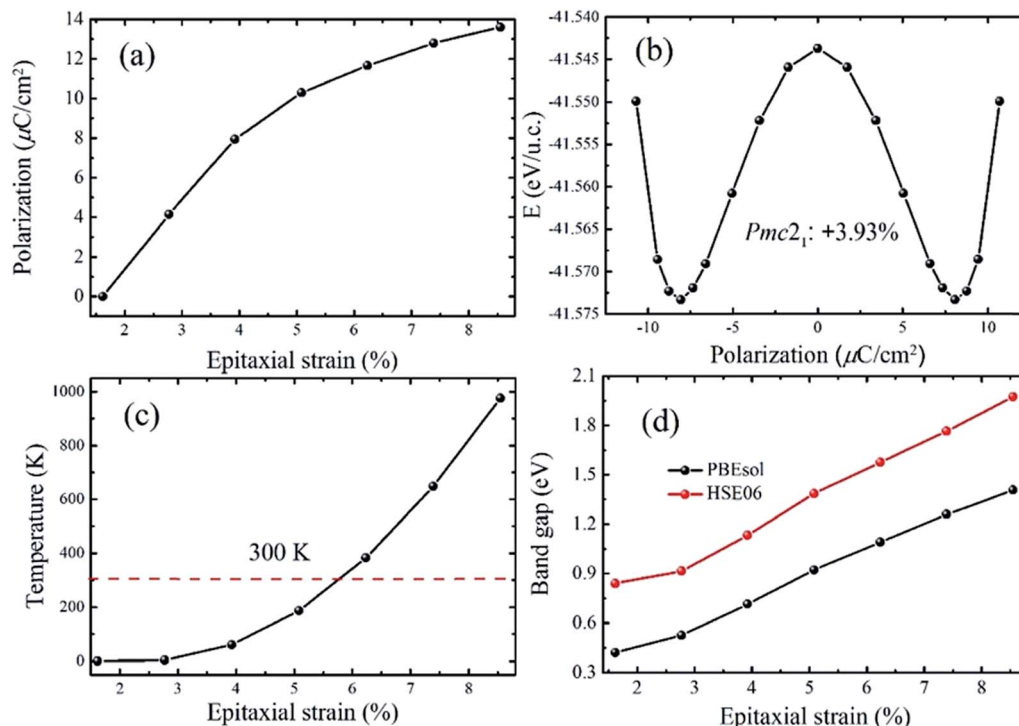 (a)
Polarization (μC/cm²)
14
12
10
8
6
4
2
0
2 3 4 5 6 7 8
Epitaxial strain (%)
(b)
E (eV/u.c.)
-41.540
-41.545
-41.550
-41.555
-41.560
-41.565
-41.570
-41.575
Pmc2₁: +3.93%
-10 -5 0 5 10
Polarization (μC/cm²)
(c)
Temperature (K)
1000
800
600
400
200
0
300 K
2 3 4 5 6 7 8
Epitaxial strain (%)
(d)
Band gap (eV)
2.1
1.8
1.5
1.2
0.9
0.6
0.3
PBEsol
HSE06
2 3 4 5 6 7 8
Epitaxial strain (%)